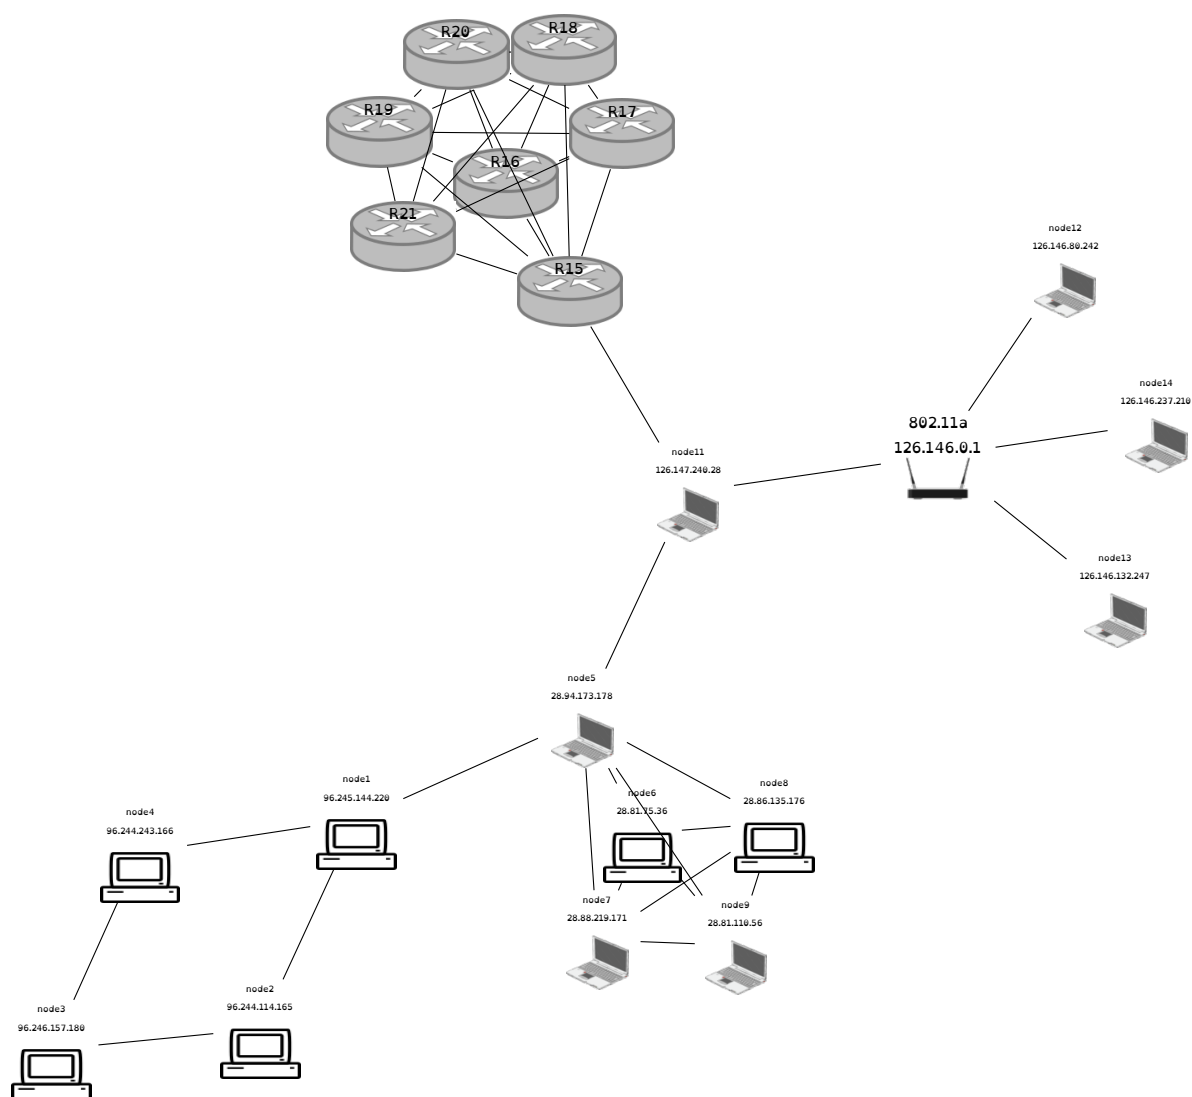 R20
R18
R19
R17
R16
R21
R15
node12
126.146.80.242
node14
126.146.237.210
802.11a
126.146.0.1
node11
126.147.240.28
node13
126.146.132.247
node5
28.94.173.178
node1
96.245.144.220
node6
28.81.75.36
node8
28.86.135.176
node4
96.244.243.166
node7
28.88.219.171
node9
28.81.110.56
node2
96.244.114.165
node3
96.246.157.180